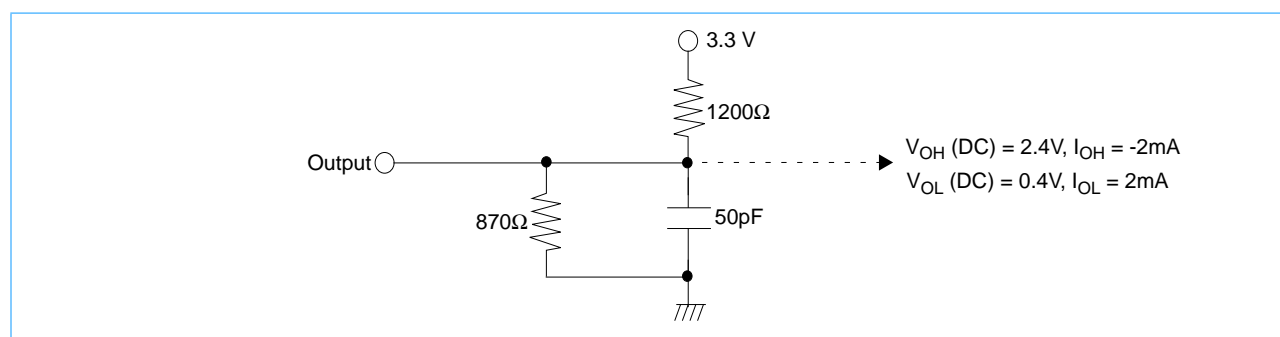 3.3 V
1200Ω
Output
V_OH (DC) = 2.4V, I_OH = -2mA
V_OL (DC) = 0.4V, I_OL = 2mA
870Ω
50pF